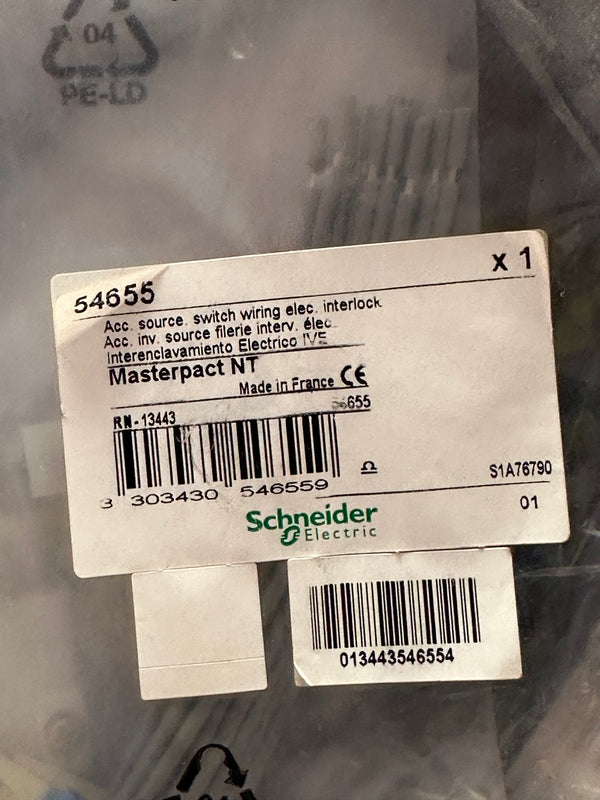 04
PE-LD
54655
x 1
Acc. source. switch wiring elec. interlock
Acc. inv. source filerie interv. élec
Interenclavamiento Electrico IVE
Masterpact NT
Made in France CE
54655
RN-13443
3 303430 546559
S1A76790
01
Schneider
Electric
013443546554